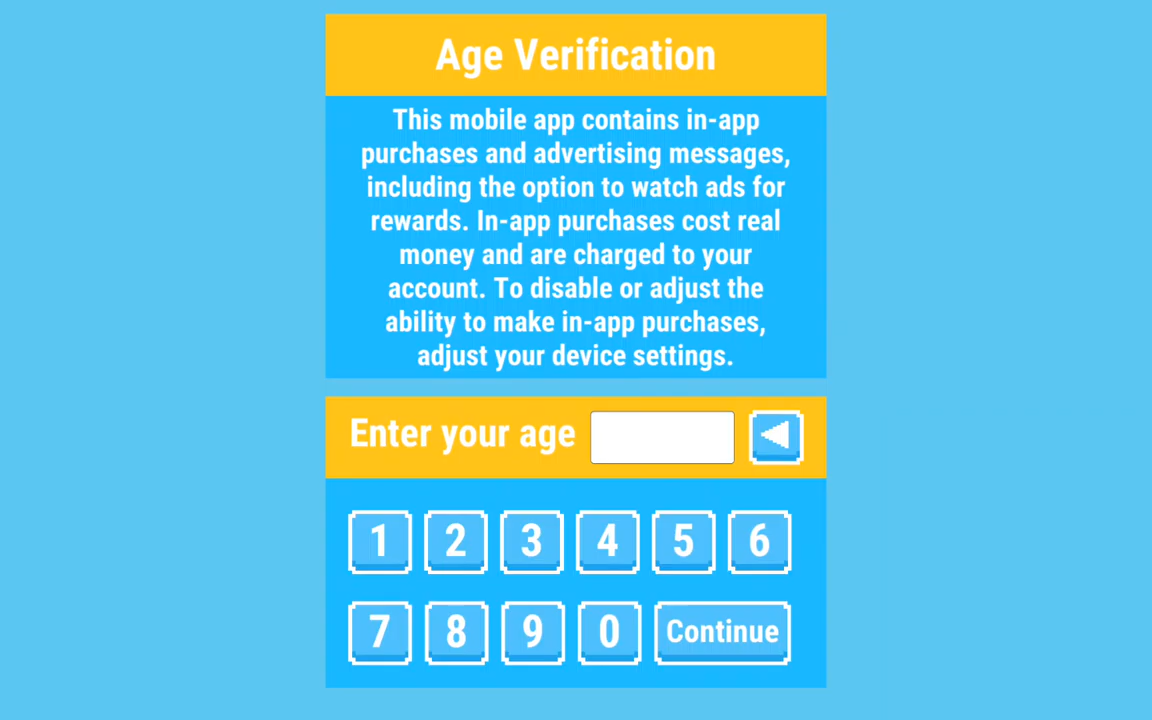 Age Verification
This mobile app contains in-app
purchases and advertising messages,
including the option to watch ads for
rewards. In-app purchases cost real
money and are charged to your
account. To disable or adjust the
ability to make in-app purchases,
adjust your device settings.
Enter your age
1 2 3 4 5 6
7 8 9 0 Continue